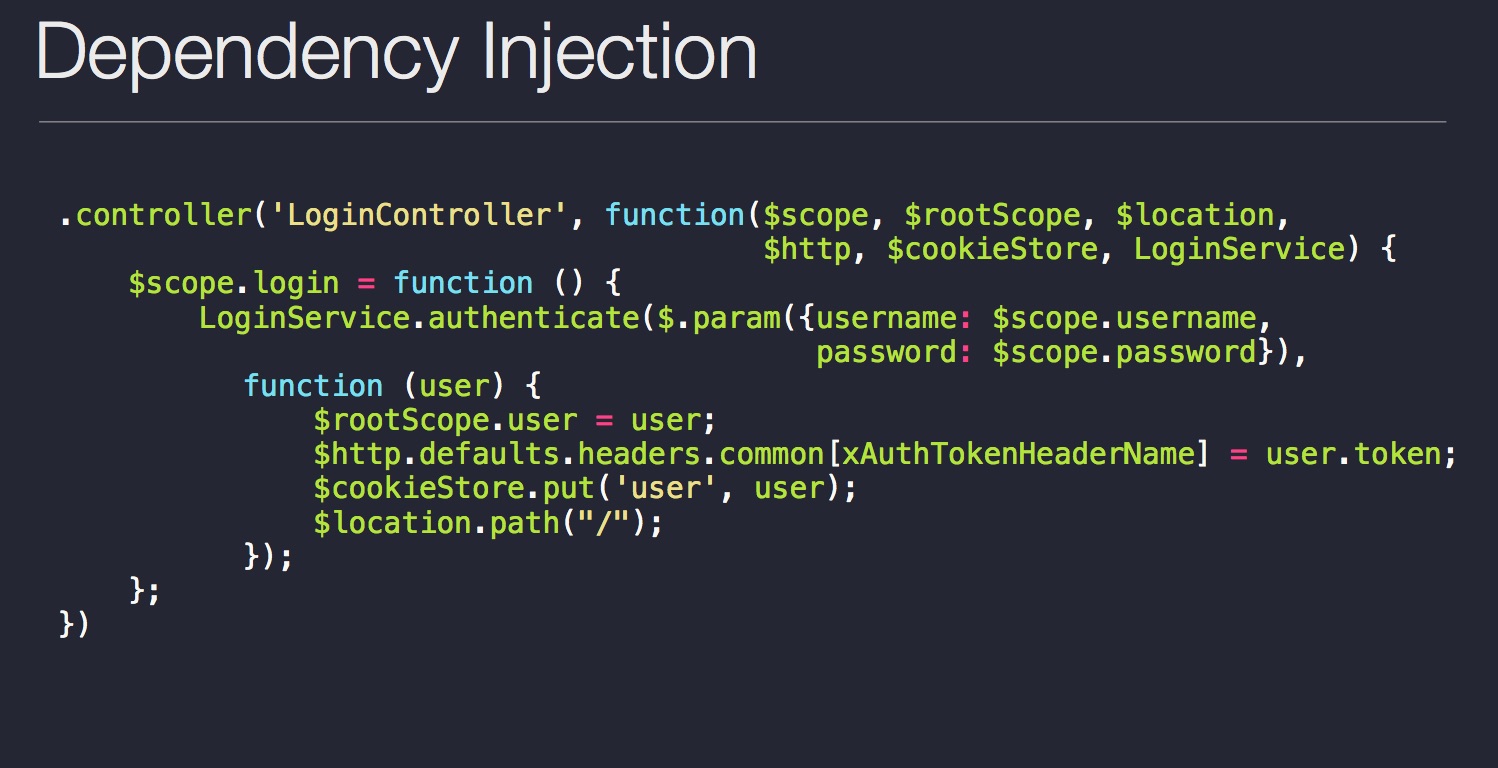 Dependency Injection
.controller('LoginController', function($scope, $rootScope, $location,
$http, $cookieStore, LoginService) {
$scope.login = function () {
LoginService.authenticate($.param({username: $scope.username,
password: $scope.password}),
function (user) {
$rootScope.user = user;
$http.defaults.headers.common[xAuthTokenHeaderName] = user.token;
$cookieStore.put('user', user);
$location.path("/");
});
};
})